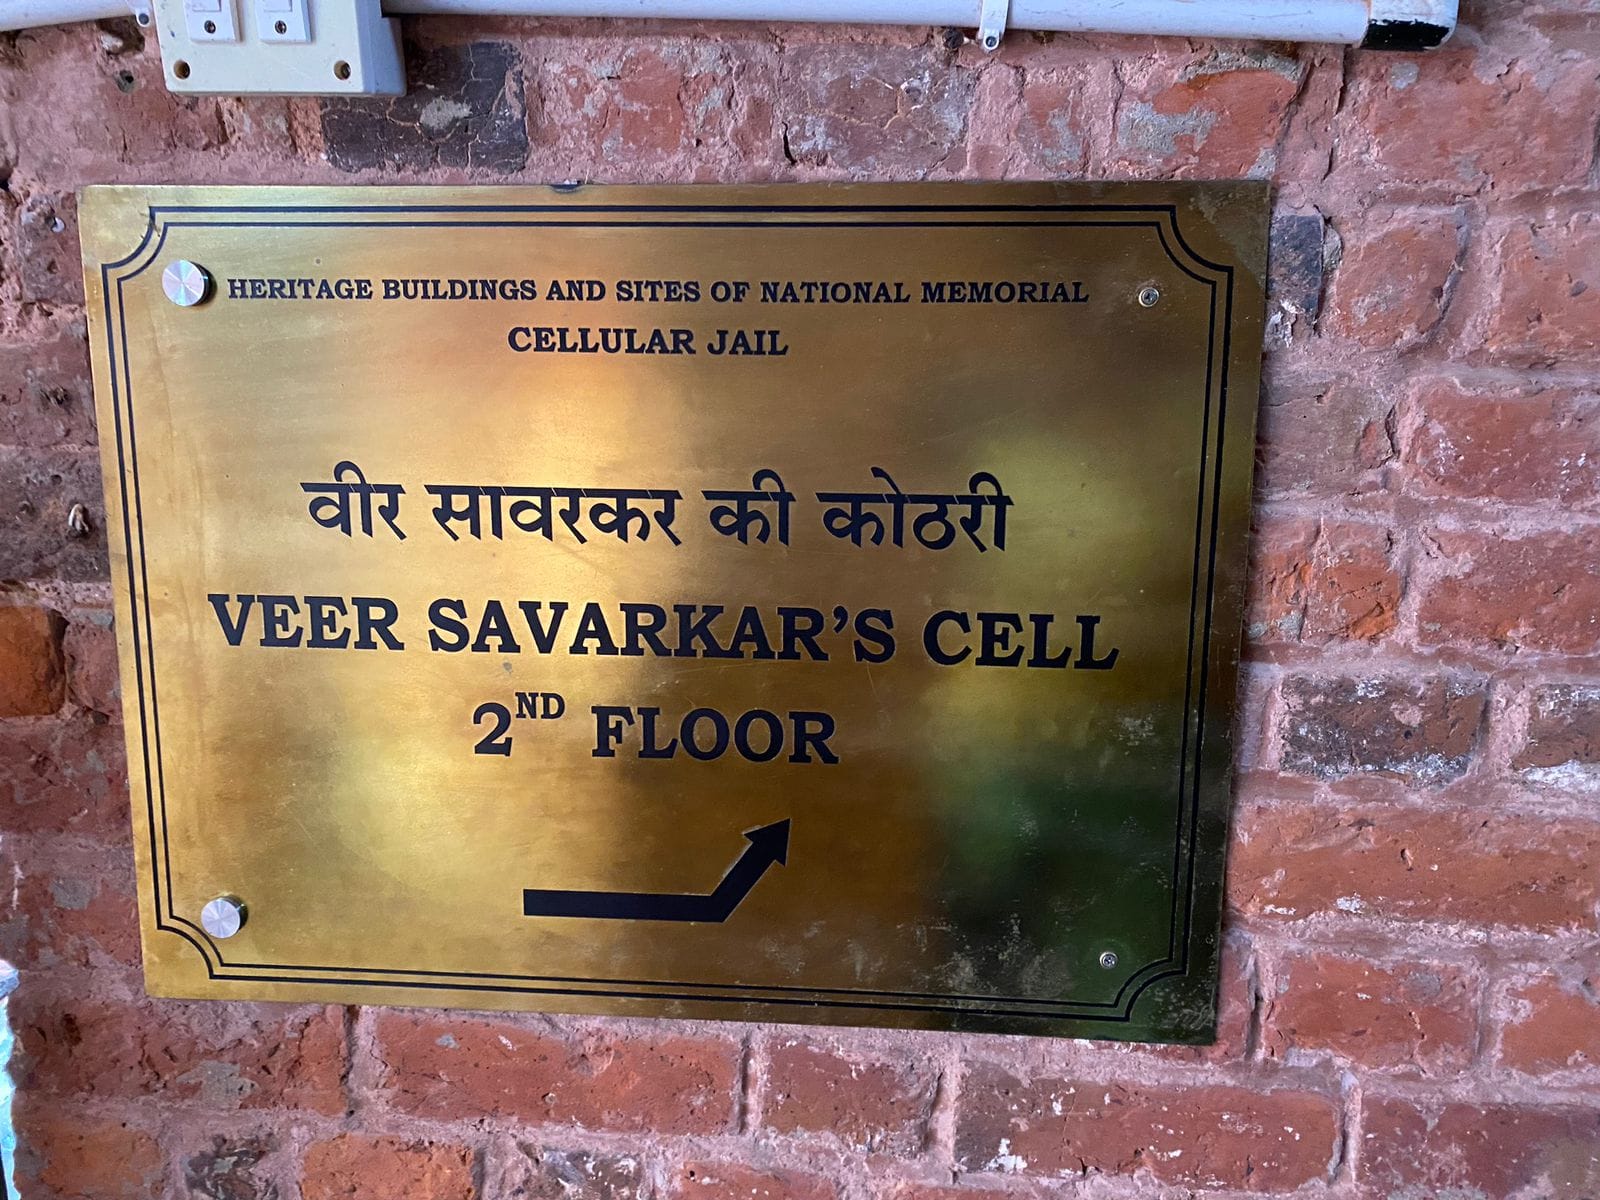 HERITAGE BUILDINGS AND SITES OF NATIONAL MEMORIAL
CELLULAR JAIL
वीर सावरकर की कोठरी
VEER SAVARKAR'S CELL
2ND FLOOR